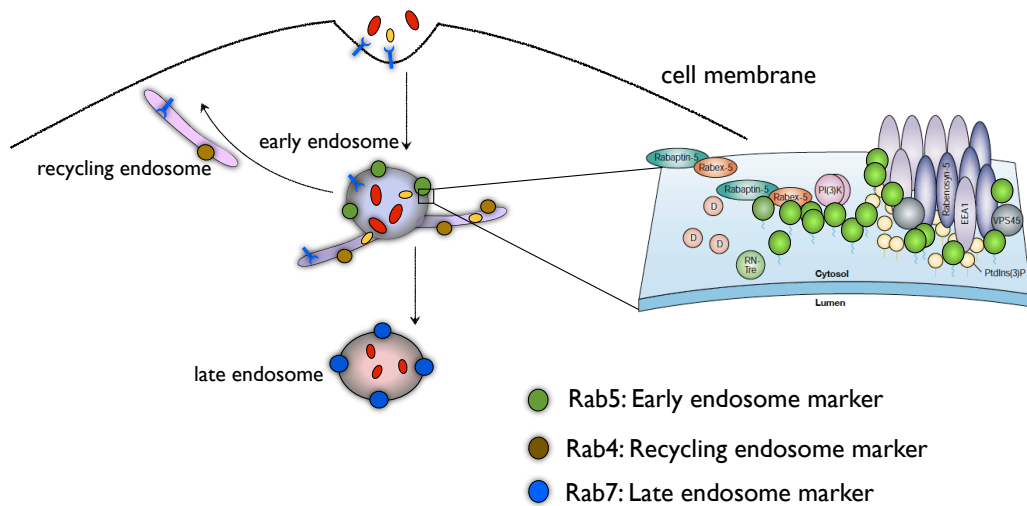 cell membrane
early endosome
recycling endosome
late endosome
Rabaptin-5
Rabex-5
Rabaptin-5
Rabex-5
PI(3)K
D
D
D
RN-
Tre
Rabenosyn-5
EEA1
VPS45
PtdIns(3)P
Cytosol
Lumen
Rab5: Early endosome marker
Rab4: Recycling endosome marker
Rab7: Late endosome marker